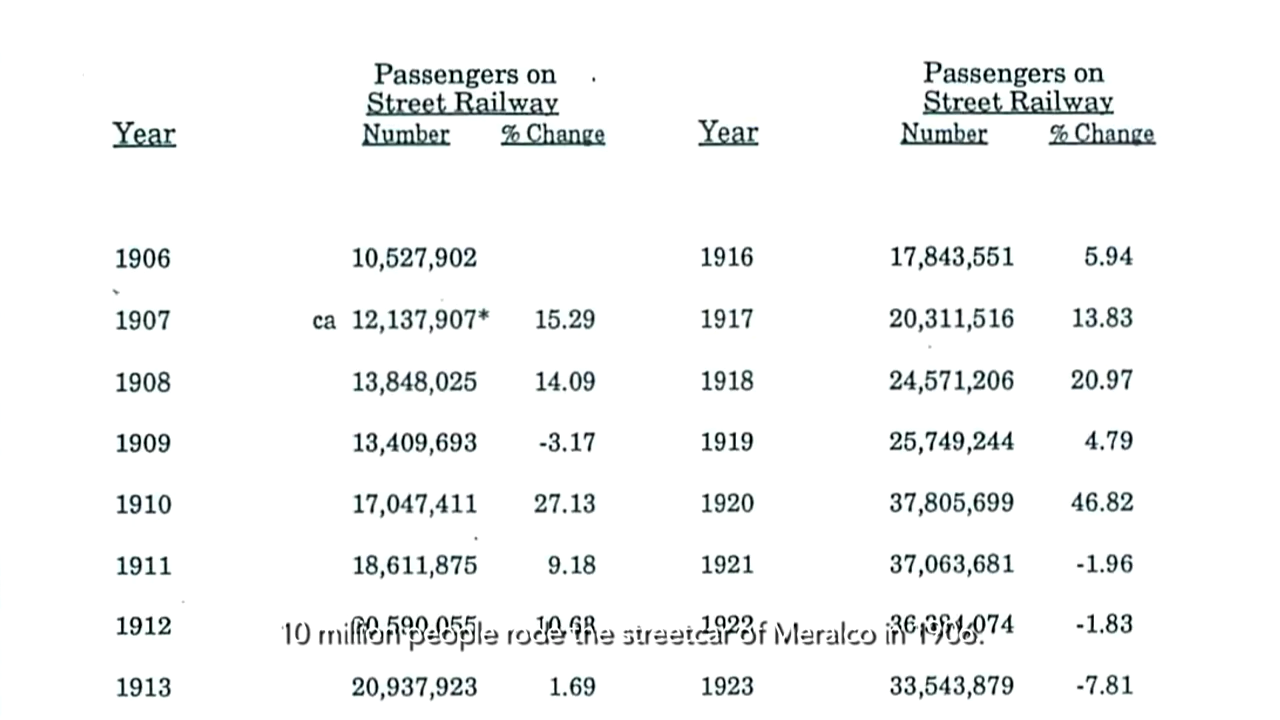 Passengers on Passengers on
Street Railway Street Railway
Year Number % Change Year Number % Change
1906 10,527,902 1916 17,843,551 5.94
1907 ca 12,137,907* 15.29 1917 20,311,516 13.83
1908 13,848,025 14.09 1918 24,571,206 20.97
1909 13,409,693 -3.17 1919 25,749,244 4.79
1910 17,047,411 27.13 1920 37,805,699 46.82
1911 18,611,875 9.18 1921 37,063,681 -1.96
1912 1922 -1.83
10 million people rode the streetcar of Meralco in 1906.
1913 20,937,923 1.69 1923 33,543,879 -7.81